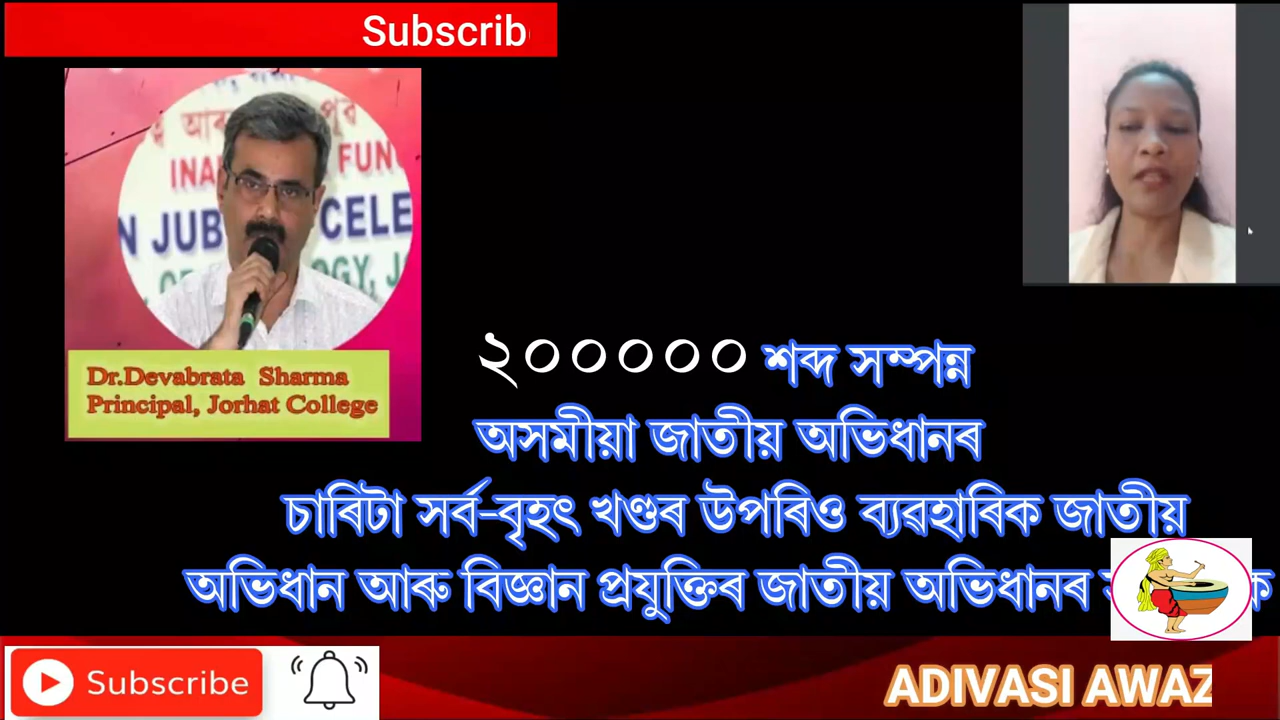 Subscrib
INA FUN
N JUB CELE
Dr.Devabrata Sharma
Principal, Jorhat College
২০০০০০ শব্দ সম্পন্ন
অসমীয়া জাতীয় অভিধানৰ
চাৰিটা সৰ্ব-বৃহৎ খণ্ডৰ উপৰিও ব্যৱহাৰিক জাতীয়
অভিধান আৰু বিজ্ঞান প্ৰযুক্তিৰ জাতীয় অভিধানৰ
Subscribe
ADIVASI AWAZ